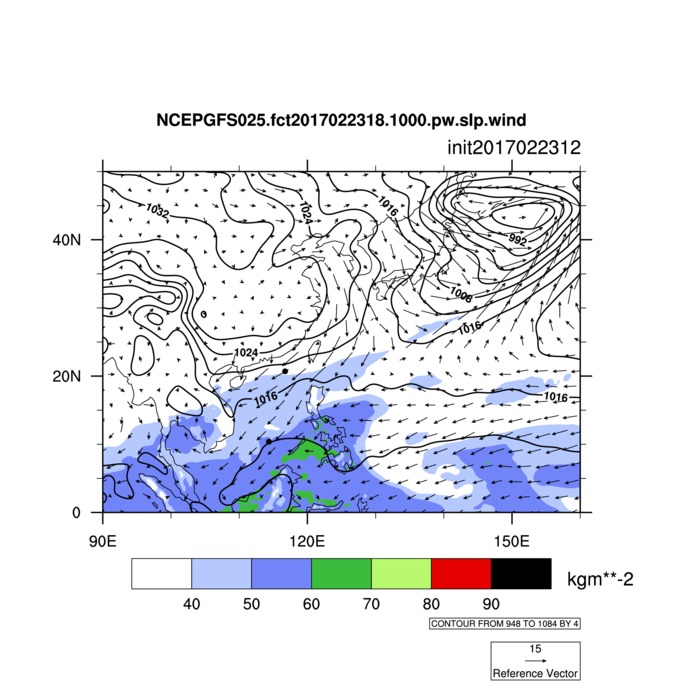 NCEPGFS025.fct2017022318.1000.pw.slp.wind
init2017022312
40N
20N
0
90E 120E 150E
1032
1024
1016
992
1008
1016
1024
1016
1016
40 50 60 70 80 90
kgm**-2
CONTOUR FROM 948 TO 1084 BY 4
15
Reference Vector